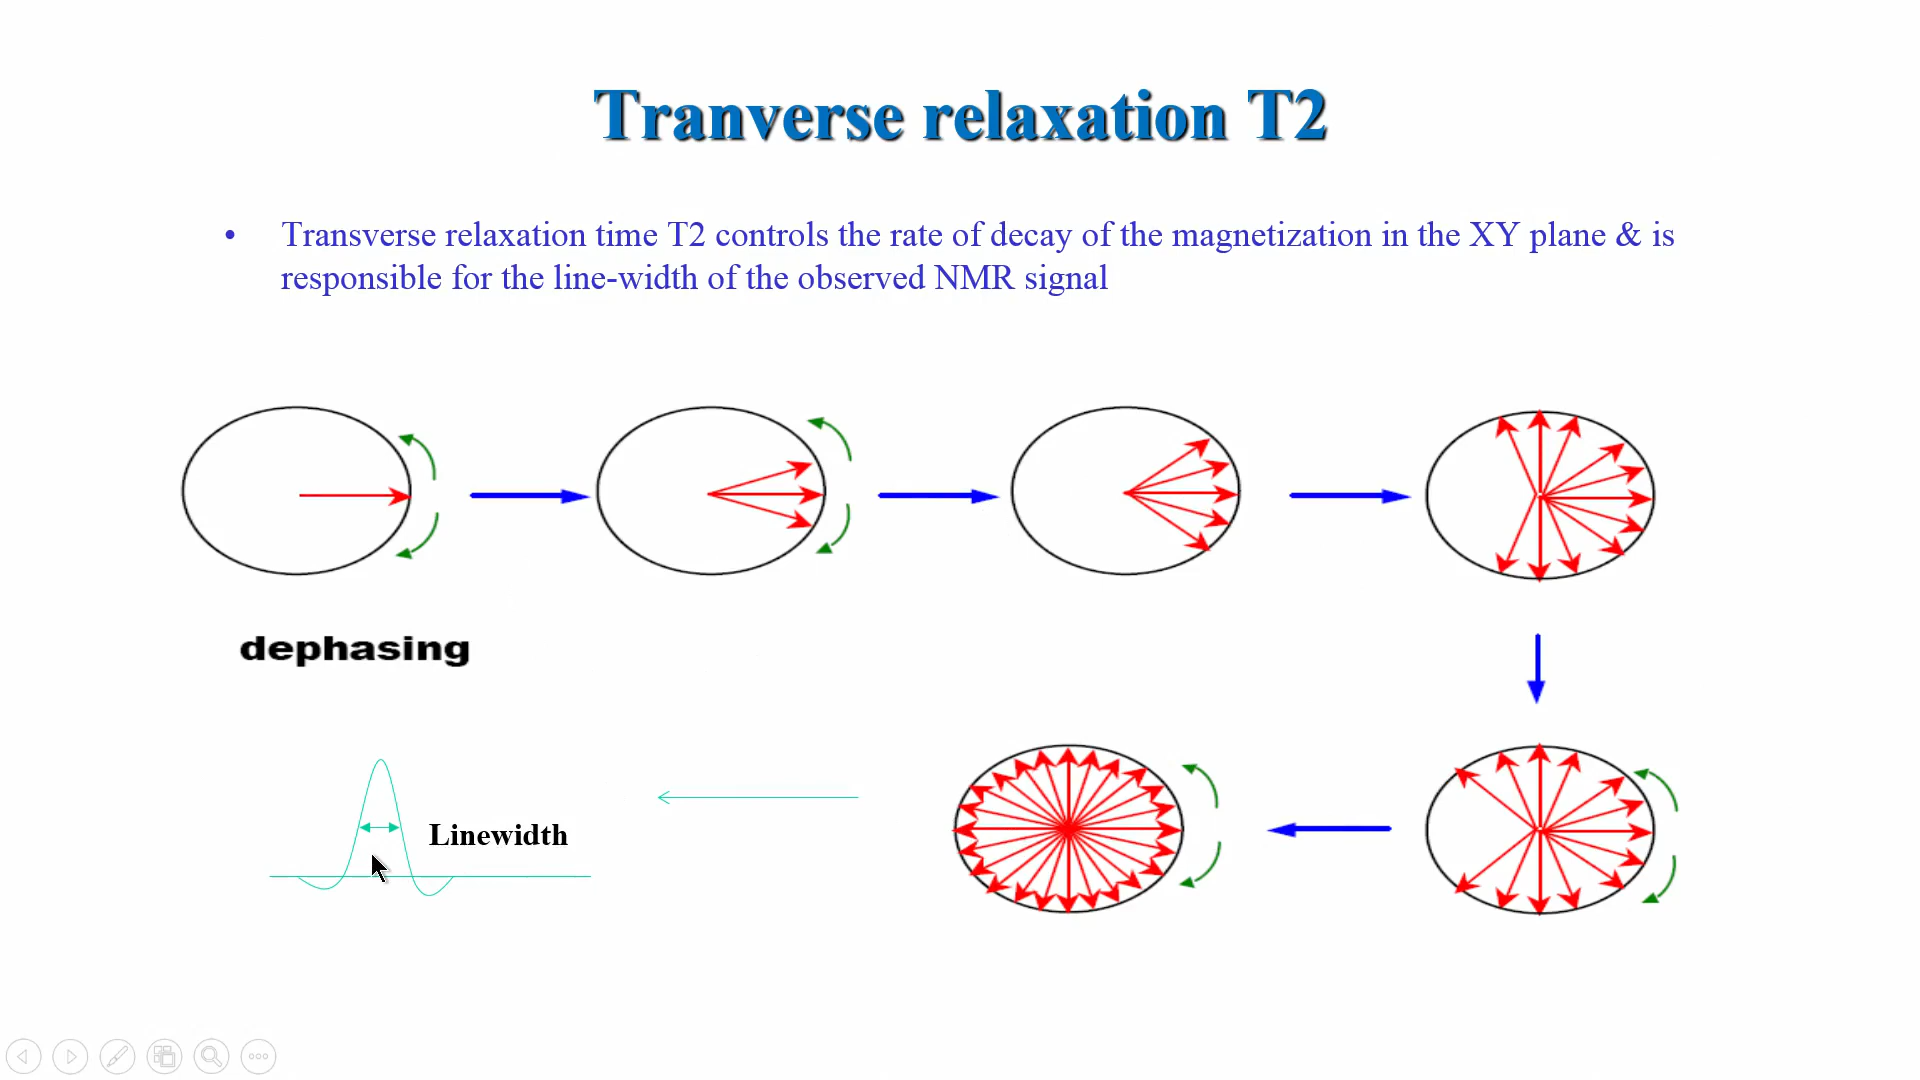 Tranverse relaxation T2
• Transverse relaxation time T2 controls the rate of decay of the magnetization in the XY plane & is
responsible for the line-width of the observed NMR signal
dephasing
Linewidth